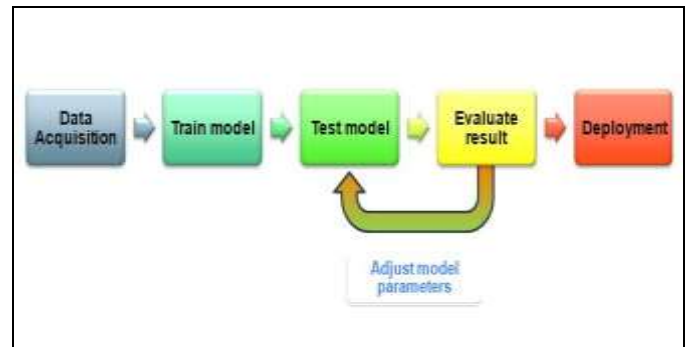 Data
Acquisition
Train model
Test model
Evaluate
result
Deployment
Adjust model
parameters